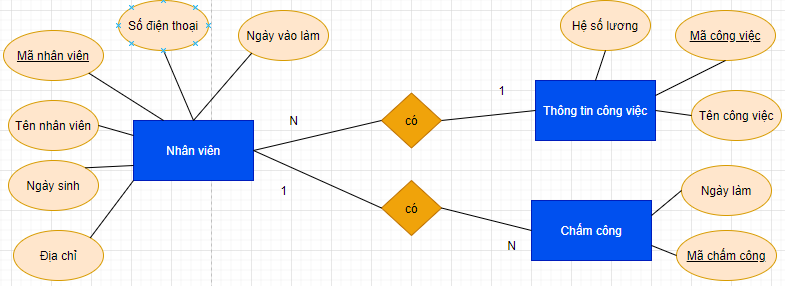 Số điện thoại
Hệ số lương
Ngày vào làm
Mã công việc
Mã nhân viên
1
Thông tin công việc
Tên công việc
N
có
Tên nhân viên
Nhân viên
Ngày sinh
1
Ngày làm
có
Chấm công
N
Địa chỉ
Mã chấm công